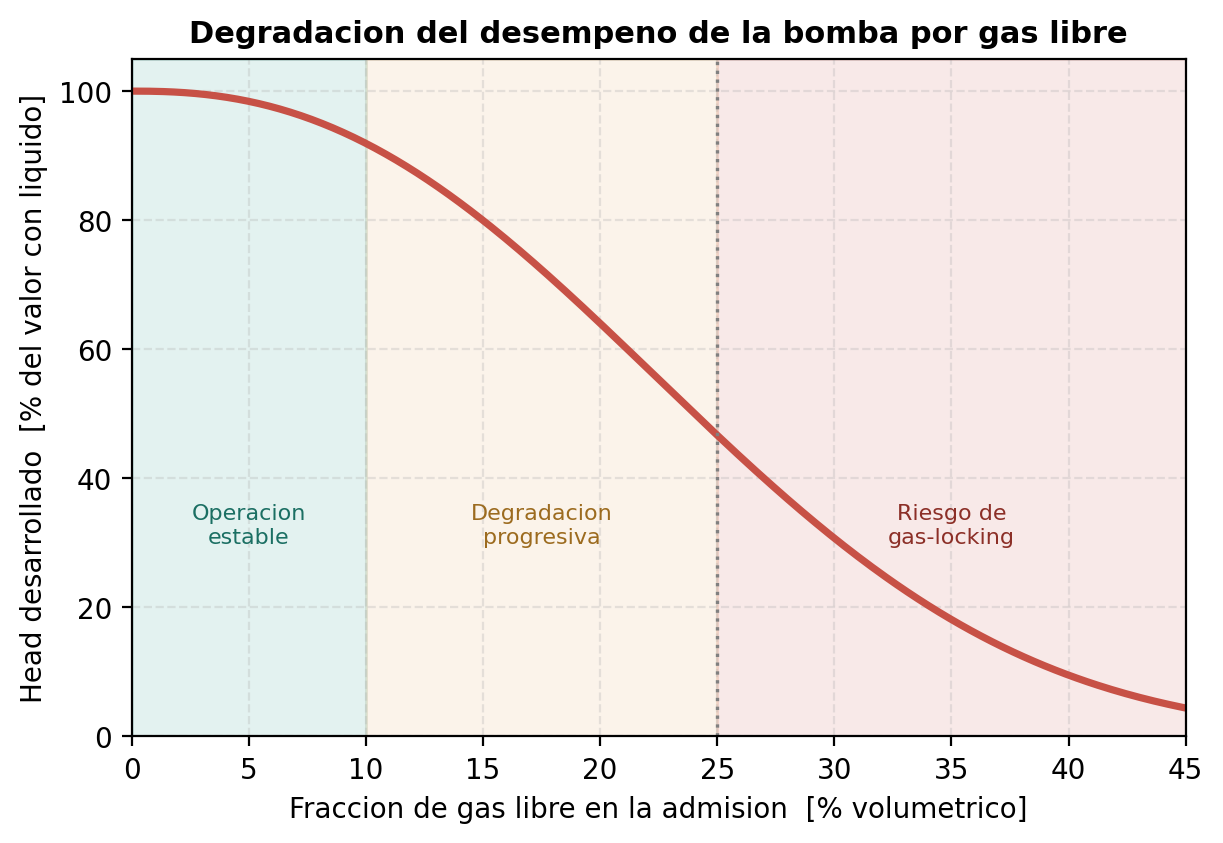 Degradacion del desempeno de la bomba por gas libre
Head desarrollado [% del valor con liquido]
100
80
60
40
20
0
Operacion
estable
Degradacion
progresiva
Riesgo de
gas-locking
0 5 10 15 20 25 30 35 40 45
Fraccion de gas libre en la admision [% volumetrico]